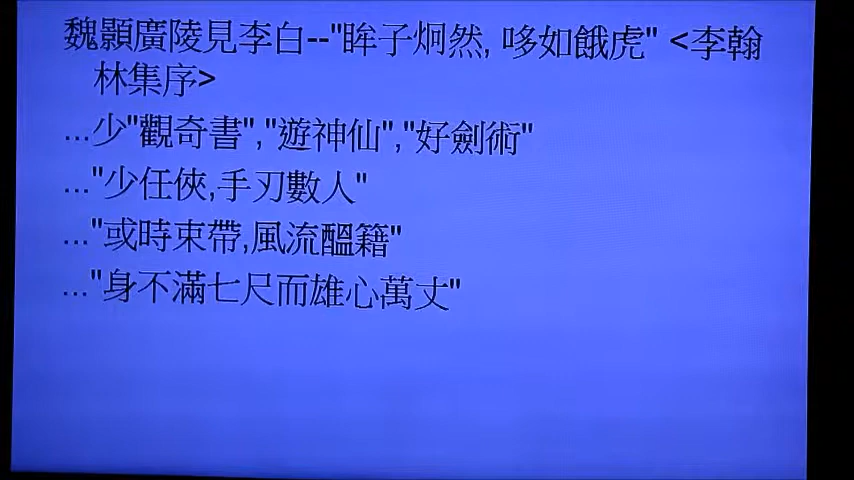 魏顥廣陵見李白--"眸子炯然, 哆如餓虎" <李翰
林集序>
..."少"觀奇書","遊神仙","好劍術"
..."少任俠,手刃數人"
..."或時束帶,風流醞籍"
..."身不滿七尺而雄心萬丈"